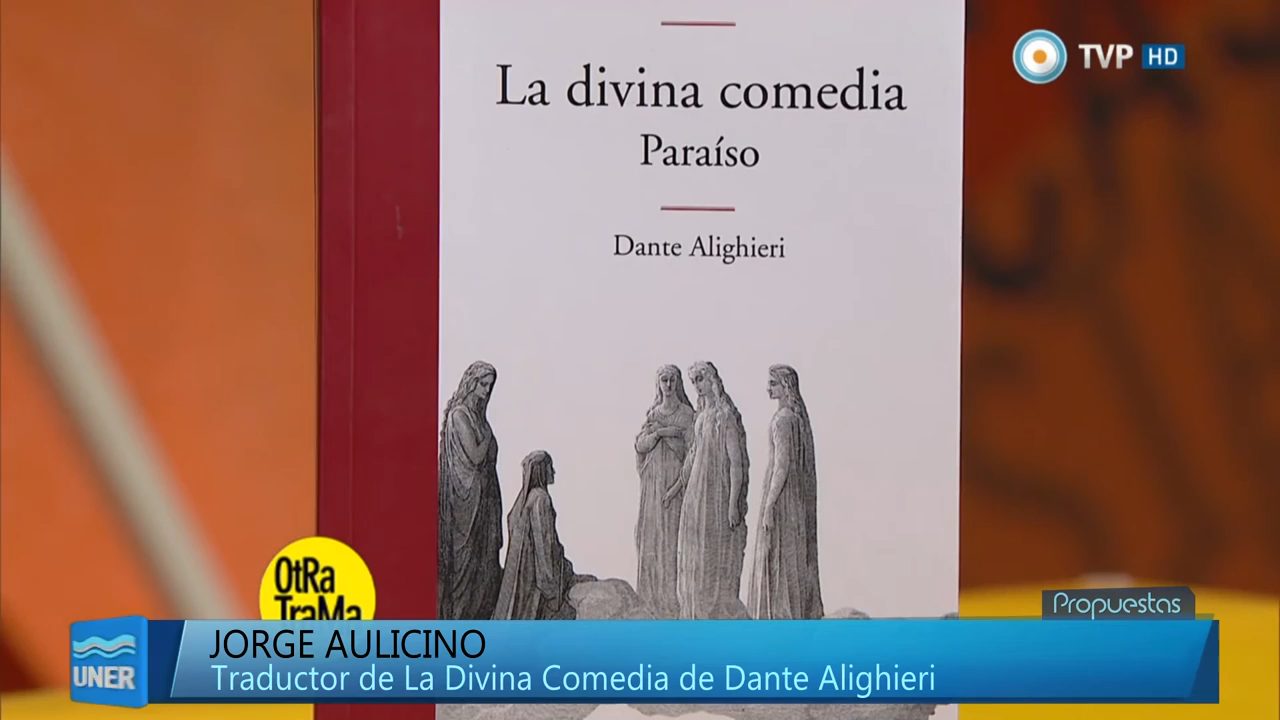 La divina comedia
Paraíso
Dante Alighieri
TVP HD
OtRa
TraMa
Propuestas
UNER
JORGE AULICINO
Traductor de La Divina Comedia de Dante Alighieri